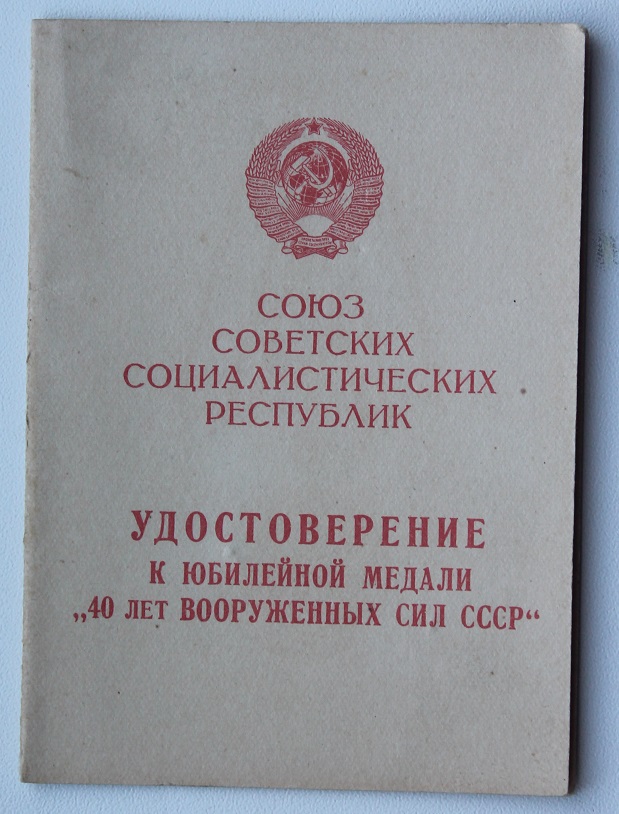 СОЮЗ
СОВЕТСКИХ
СОЦИАЛИСТИЧЕСКИХ
РЕСПУБЛИК
УДОСТОВЕРЕНИЕ
К ЮБИЛЕЙНОЙ МЕДАЛИ
„40 ЛЕТ ВООРУЖЕННЫХ СИЛ СССР“